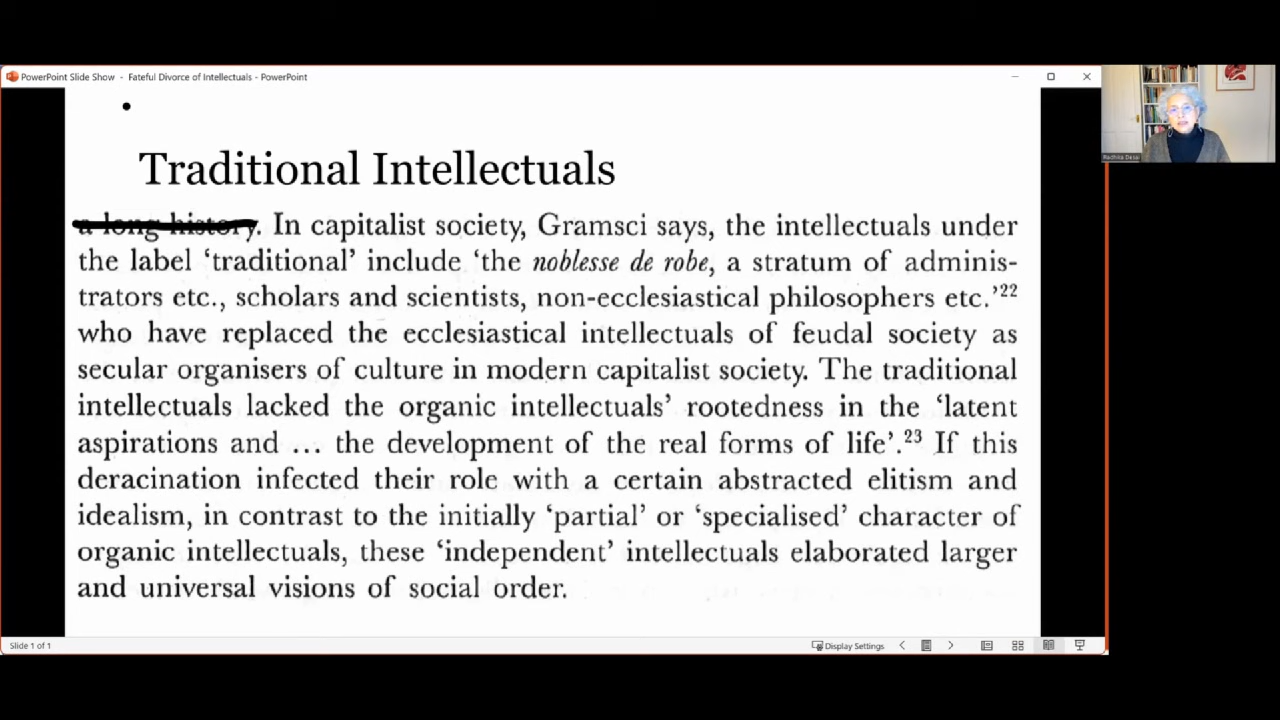 PowerPoint Slide Show - Fateful Divorce of Intellectuals - PowerPoint
Traditional Intellectuals
a long history. In capitalist society, Gramsci says, the intellectuals under
the label ‘traditional’ include ‘the noblesse de robe, a stratum of adminis-
trators etc., scholars and scientists, non-ecclesiastical philosophers etc.’22
who have replaced the ecclesiastical intellectuals of feudal society as
secular organisers of culture in modern capitalist society. The traditional
intellectuals lacked the organic intellectuals’ rootedness in the ‘latent
aspirations and … the development of the real forms of life’.23 If this
deracination infected their role with a certain abstracted elitism and
idealism, in contrast to the initially ‘partial’ or ‘specialised’ character of
organic intellectuals, these ‘independent’ intellectuals elaborated larger
and universal visions of social order.
Slide 1 of 1
Display Settings
Radhika Desai